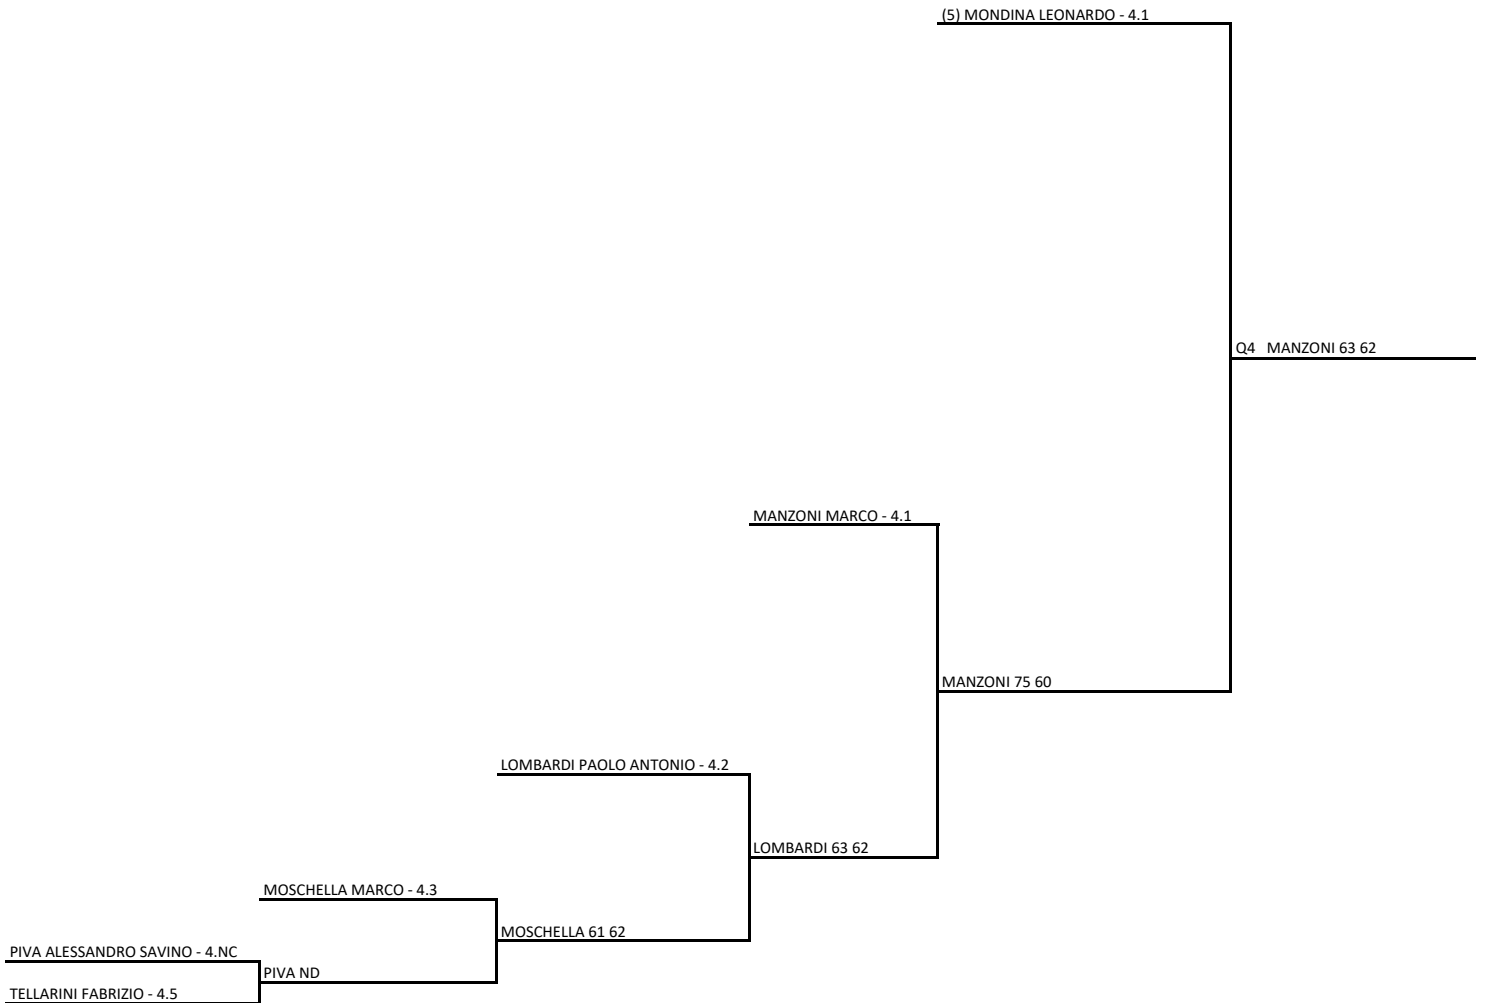 (5) MONDINA LEONARDO - 4.1
Q4 MANZONI 63 62
MANZONI MARCO - 4.1
MANZONI 75 60
LOMBARDI PAOLO ANTONIO - 4.2
LOMBARDI 63 62
MOSCHELLA MARCO - 4.3
MOSCHELLA 61 62
PIVA ALESSANDRO SAVINO - 4.NC
PIVA ND
TELLARINI FABRIZIO - 4.5